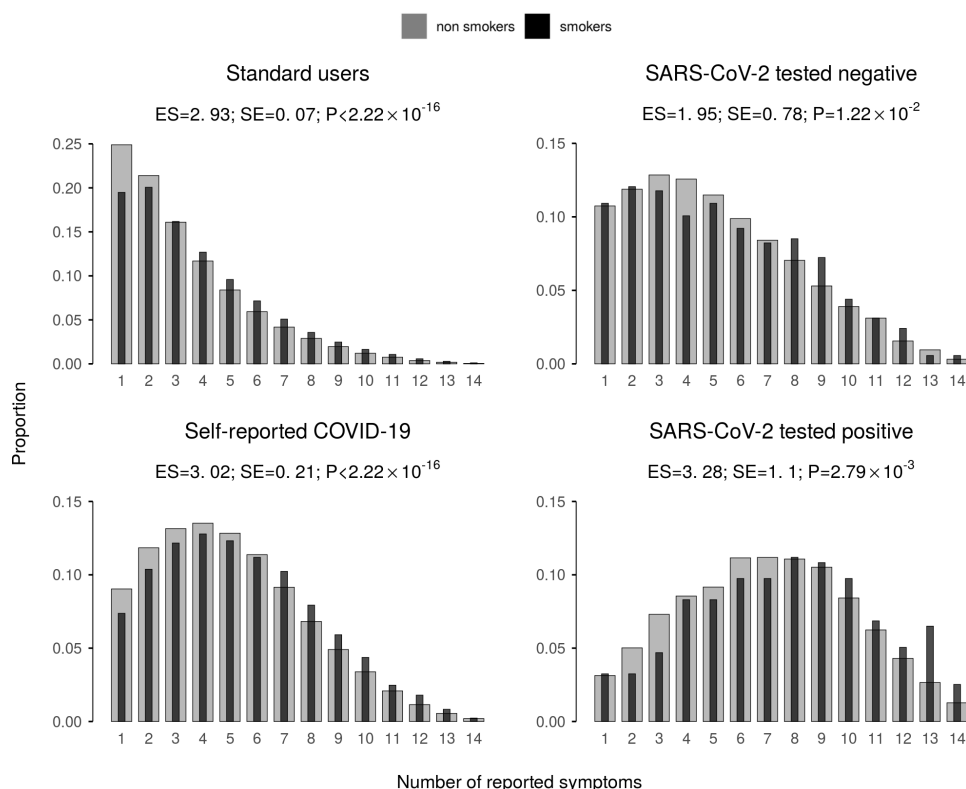 non smokers smokers
Standard users
ES=2. 93; SE=0. 07; P<2.22×10^-16
0.25
0.20
0.15
0.10
0.05
0.00
1 2 3 4 5 6 7 8 9 10 11 12 13 14
SARS-CoV-2 tested negative
ES=1. 95; SE=0. 78; P=1.22×10^-2
0.15
0.10
0.05
0.00
1 2 3 4 5 6 7 8 9 10 11 12 13 14
Proportion
Self-reported COVID-19
ES=3. 02; SE=0. 21; P<2.22×10^-16
0.15
0.10
0.05
0.00
1 2 3 4 5 6 7 8 9 10 11 12 13 14
SARS-CoV-2 tested positive
ES=3. 28; SE=1. 1; P=2.79×10^-3
0.15
0.10
0.05
0.00
1 2 3 4 5 6 7 8 9 10 11 12 13 14
Number of reported symptoms